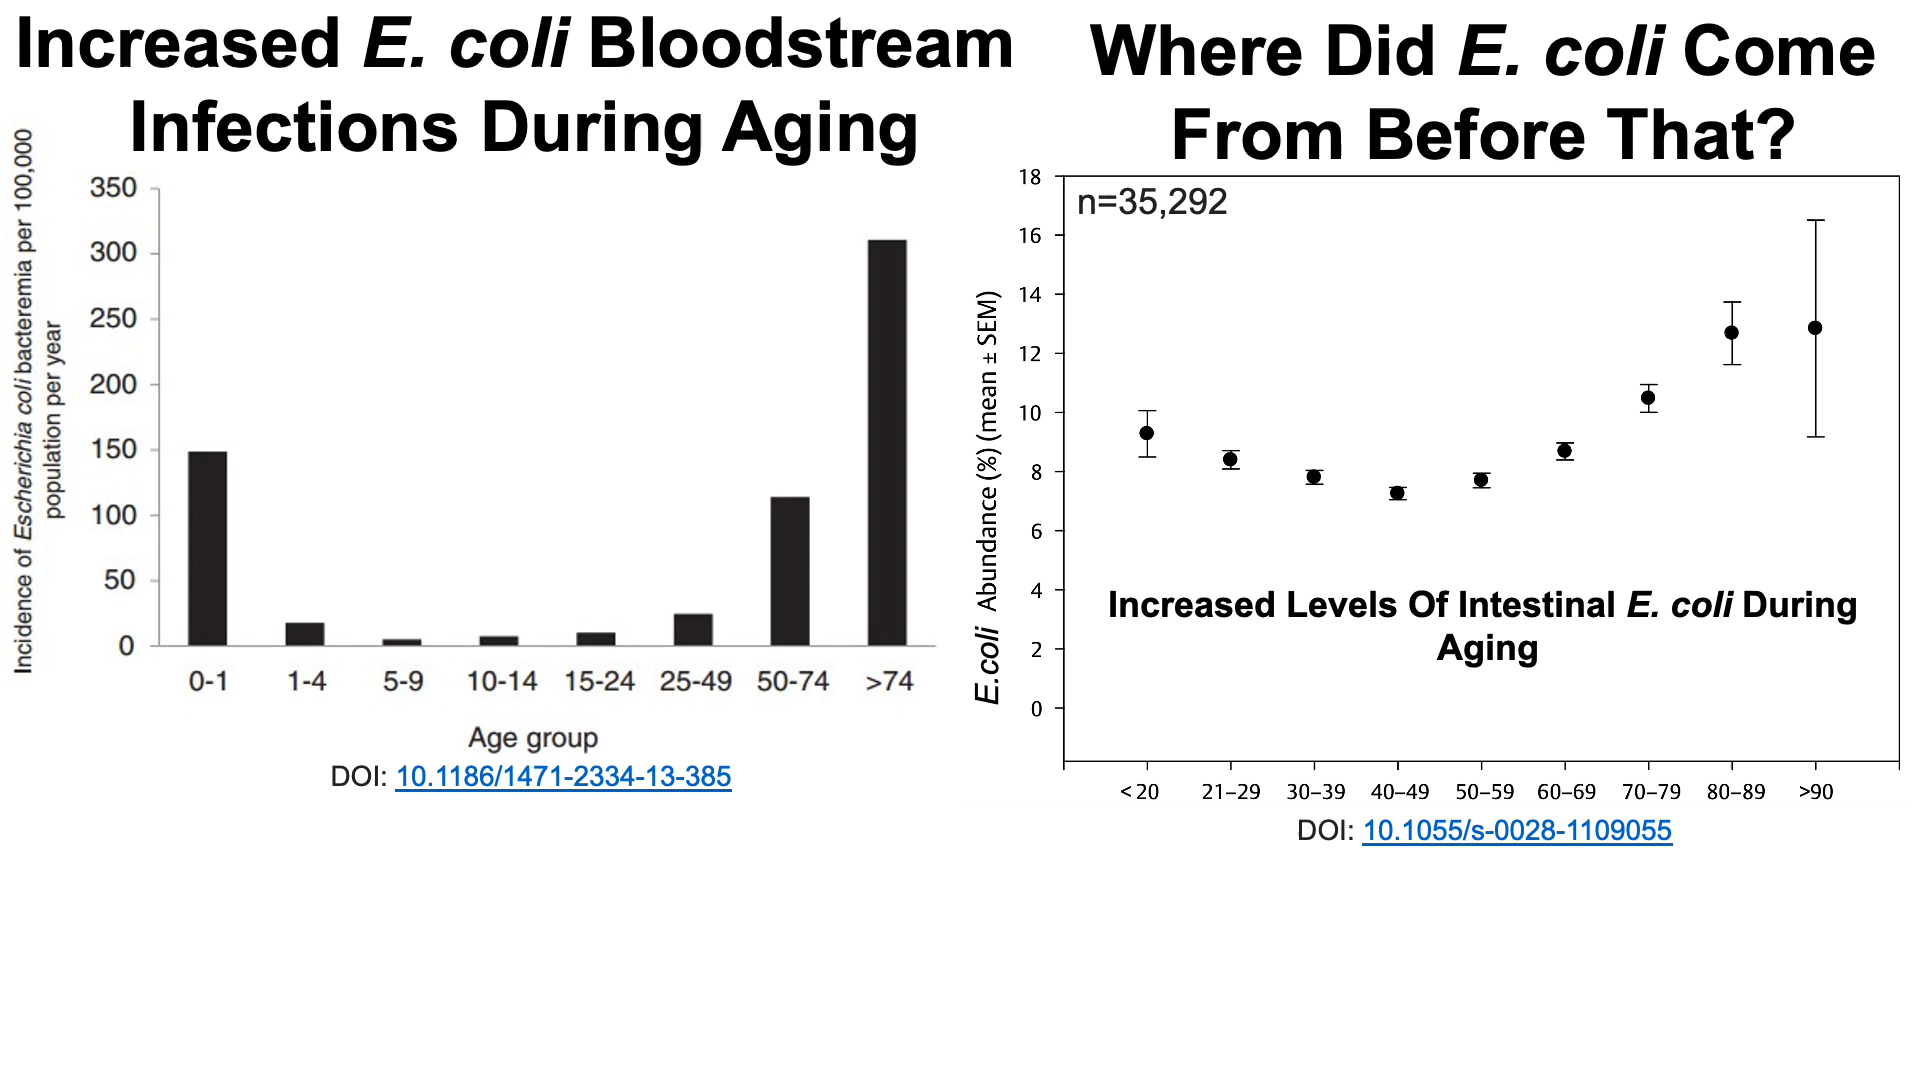 Increased E. coli Bloodstream
Infections During Aging
Incidence of Escherichia coli bacteremia per 100,000
population per year
350
300
250
200
150
100
50
0
0-1 1-4 5-9 10-14 15-24 25-49 50-74 >74
Age group
DOI: 10.1186/1471-2334-13-385
Where Did E. coli Come
From Before That?
n=35,292
E.coli Abundance (%) (mean ± SEM)
18
16
14
12
10
8
6
4
2
0
Increased Levels Of Intestinal E. coli During
Aging
<20 21–29 30–39 40–49 50–59 60–69 70–79 80–89 >90
DOI: 10.1055/s-0028-1109055